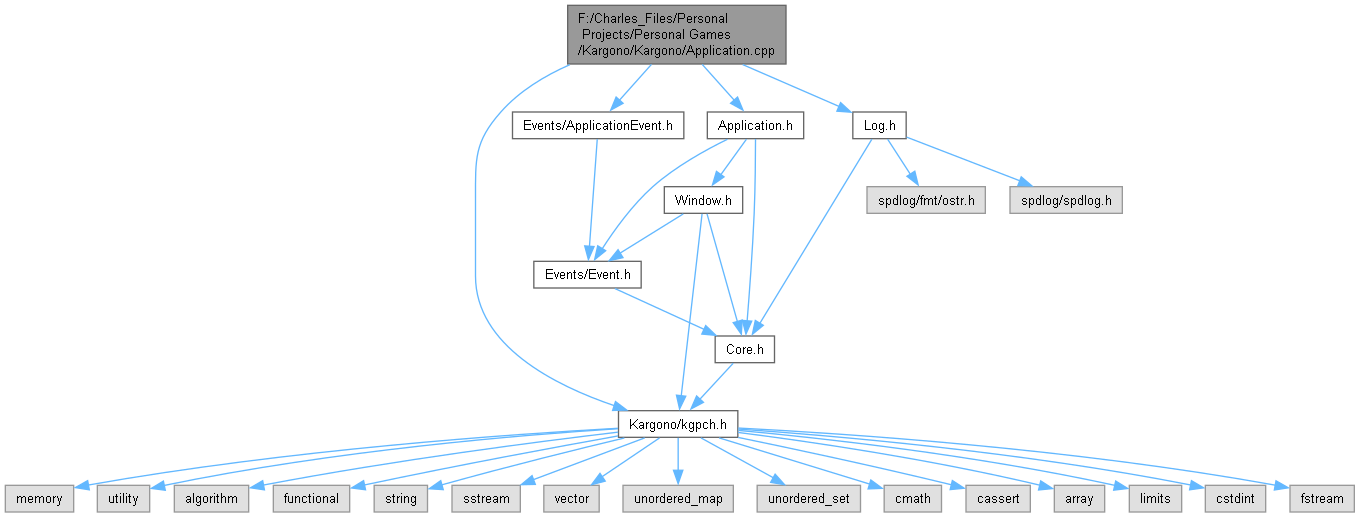 F:/Charles_Files/Personal
Projects/Personal Games
/Kargono/Kargono/Application.cpp
Events/ApplicationEvent.h
Application.h
Log.h
Window.h
spdlog/fmt/ostr.h
spdlog/spdlog.h
Events/Event.h
Core.h
Kargono/kgpch.h
memory
utility
algorithm
functional
string
sstream
vector
unordered_map
unordered_set
cmath
cassert
array
limits
cstdint
fstream